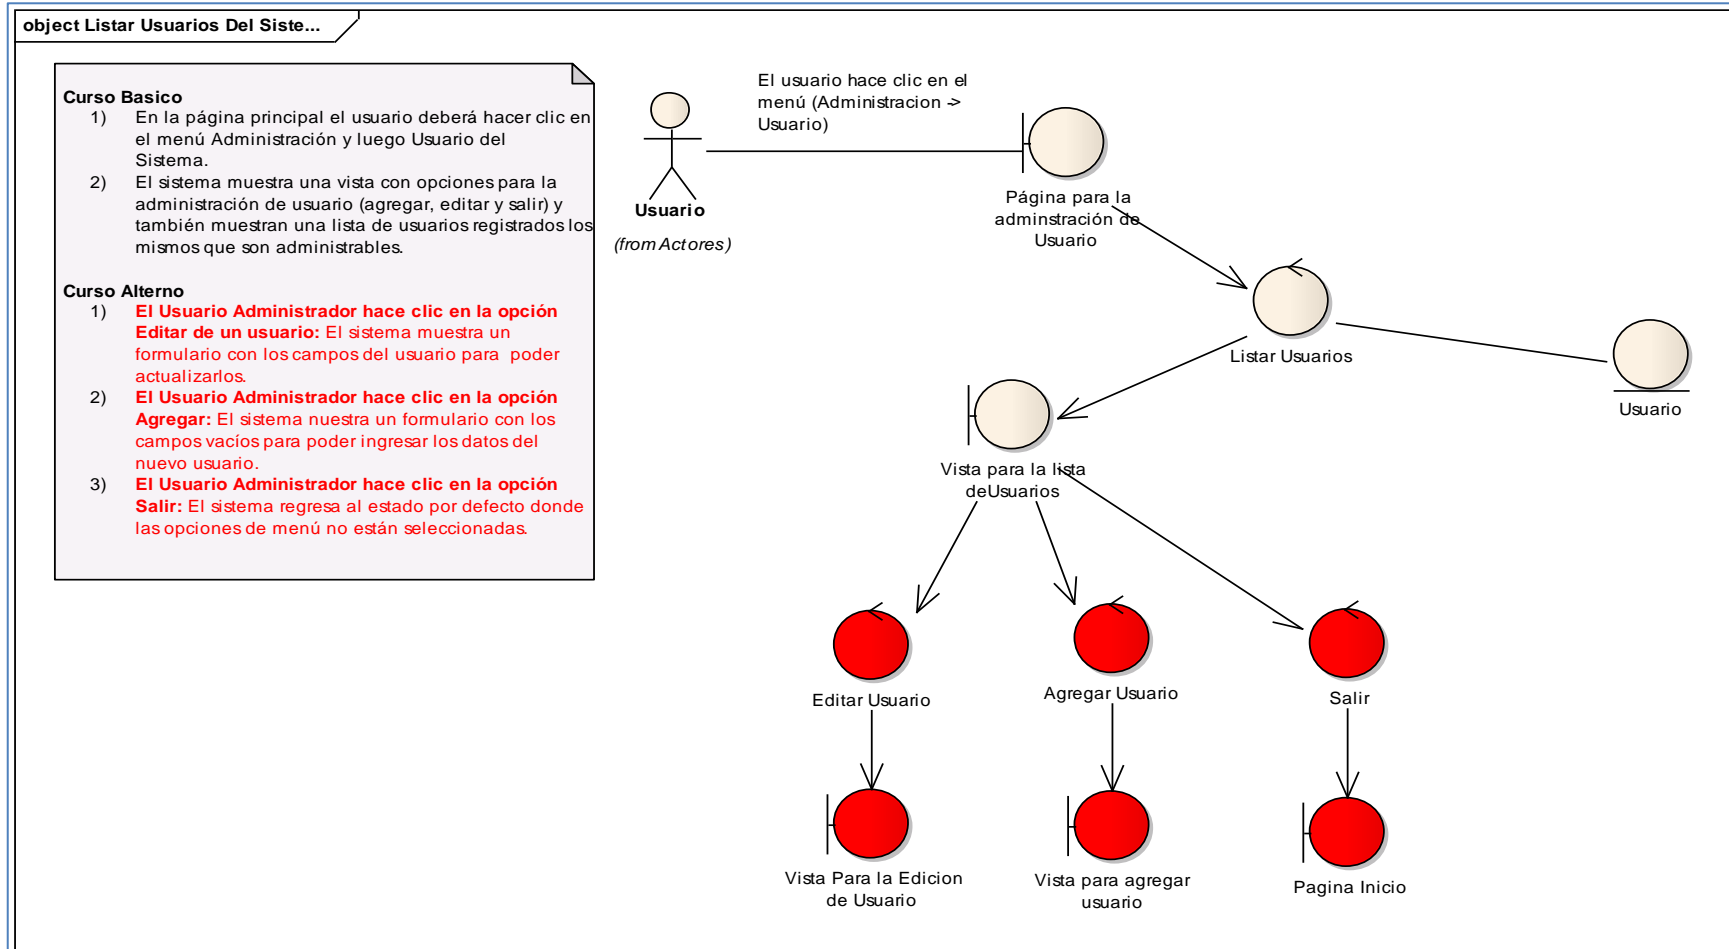 object Listar Usuarios Del Siste...
Curso Basico
1) En la página principal el usuario deberá hacer clic en
el menú Administración y luego Usuario del
Sistema.
2) El sistema muestra una vista con opciones para la
administración de usuario (agregar, editar y salir) y
también muestran una lista de usuarios registrados los
mismos que son administrables.
Curso Alterno
1) El Usuario Administrador hace clic en la opción
Editar de un usuario: El sistema muestra un
formulario con los campos del usuario para poder
actualizarlos.
2) El Usuario Administrador hace clic en la opción
Agregar: El sistema nuestra un formulario con los
campos vacíos para poder ingresar los datos del
nuevo usuario.
3) El Usuario Administrador hace clic en la opción
Salir: El sistema regresa al estado por defecto donde
las opciones de menú no están seleccionadas.
Usuario
(from Actores)
El usuario hace clic en el
menú (Administracion ->
Usuario)
Página para la
adminstración de
Usuario
Listar Usuarios
Usuario
Vista para la lista
deUsuarios
Editar Usuario
Agregar Usuario
Salir
Vista Para la Edicion
de Usuario
Vista para agregar
usuario
Pagina Inicio